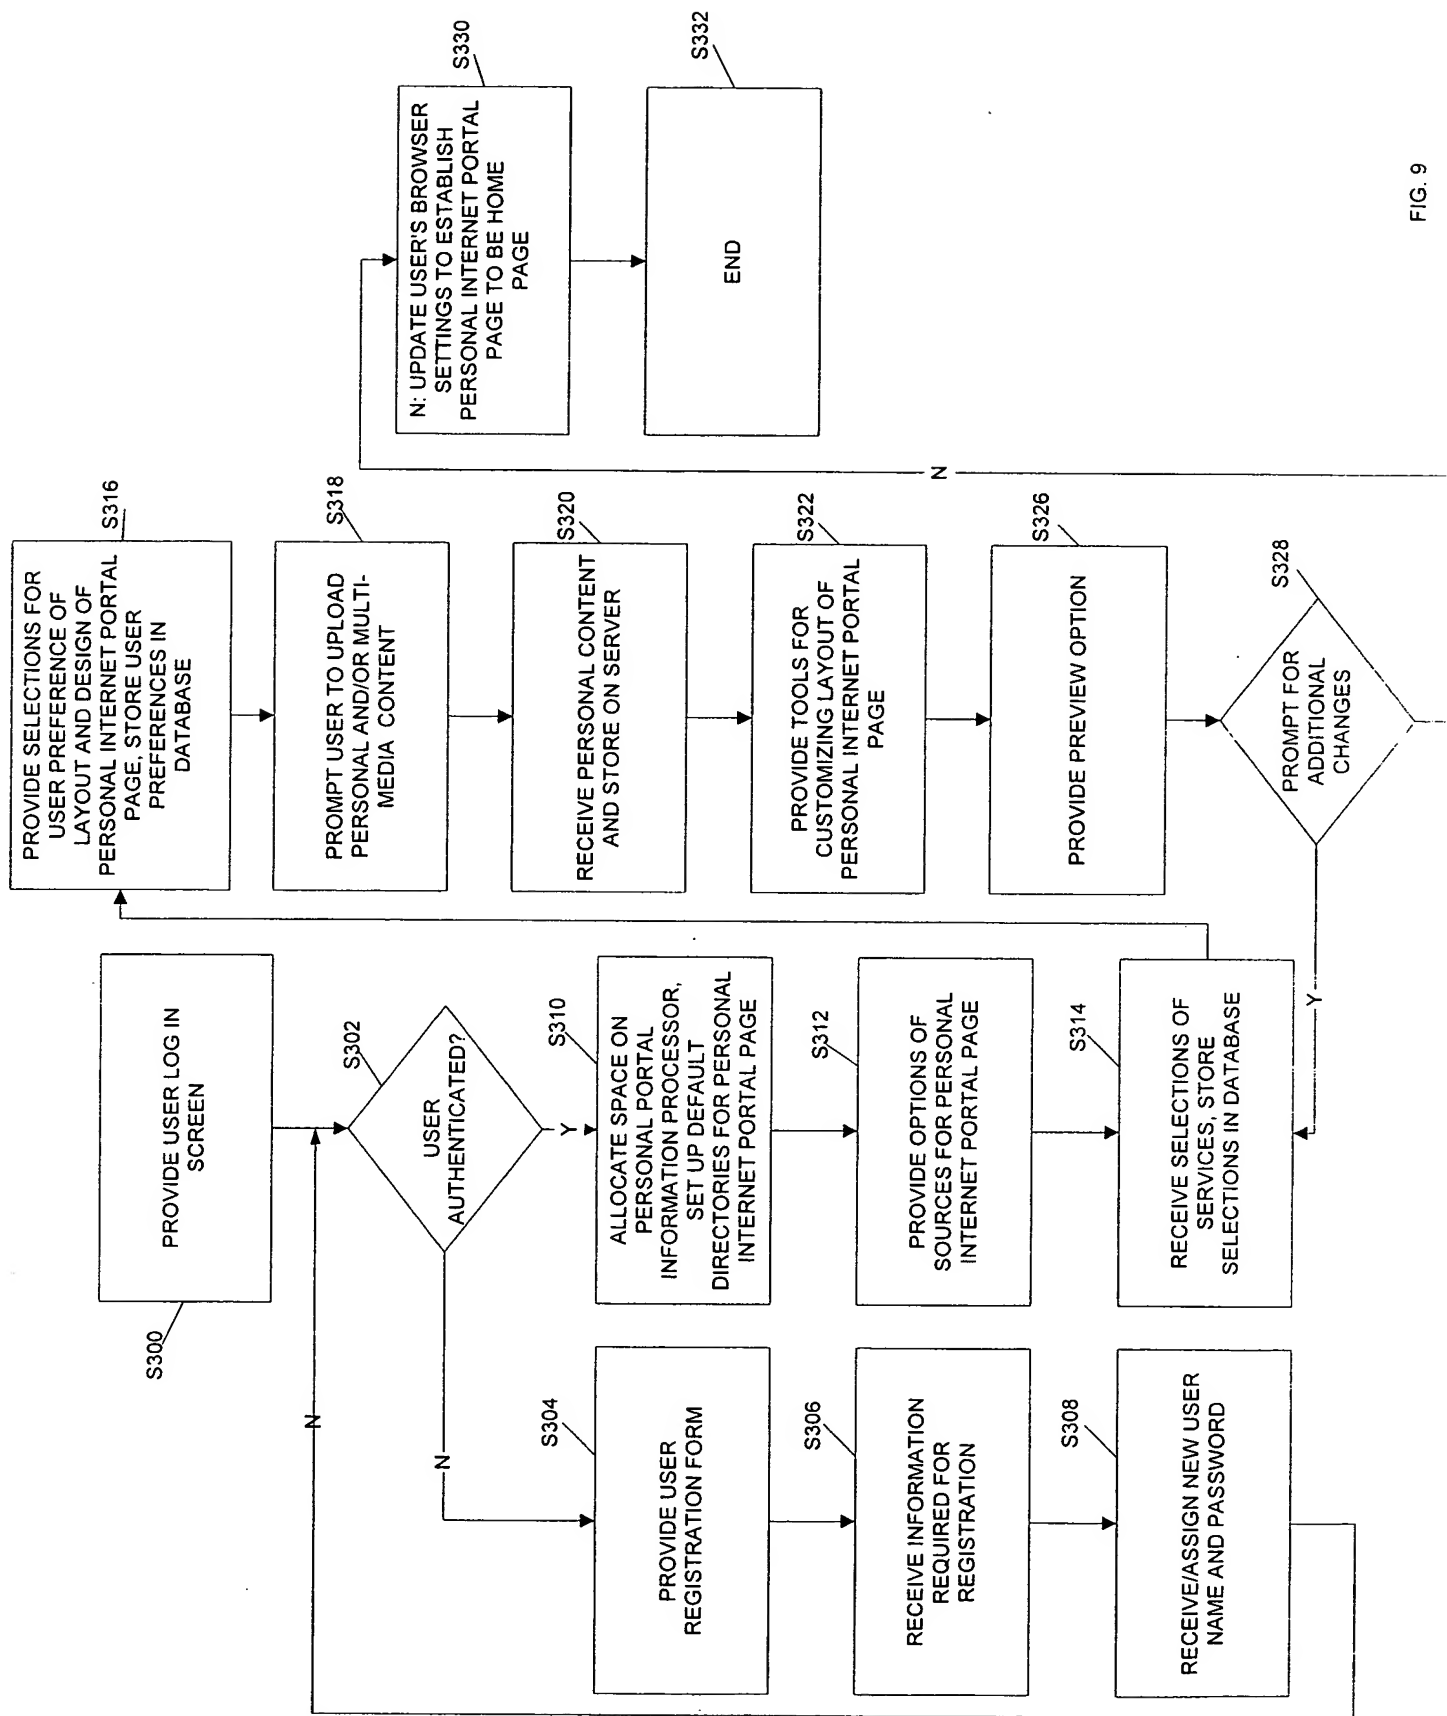 S300
PROVIDE USER LOG IN
SCREEN
S302
USER
AUTHENTICATED?
N
Y
N
S304
PROVIDE USER
REGISTRATION FORM
S306
RECEIVE INFORMATION
REQUIRED FOR
REGISTRATION
S308
RECEIVE/ASSIGN NEW USER
NAME AND PASSWORD
S310
ALLOCATE SPACE ON
PERSONAL PORTAL
INFORMATION PROCESSOR,
SET UP DEFAULT
DIRECTORIES FOR PERSONAL
INTERNET PORTAL PAGE
S312
PROVIDE OPTIONS OF
SOURCES FOR PERSONAL
INTERNET PORTAL PAGE
S314
RECEIVE SELECTIONS OF
SERVICES, STORE
SELECTIONS IN DATABASE
Y
S316
PROVIDE SELECTIONS FOR
USER PREFERENCE OF
LAYOUT AND DESIGN OF
PERSONAL INTERNET PORTAL
PAGE, STORE USER
PREFERENCES IN
DATABASE
S318
PROMPT USER TO UPLOAD
PERSONAL AND/OR MULTI-
MEDIA CONTENT
S320
RECEIVE PERSONAL CONTENT
AND STORE ON SERVER
S322
PROVIDE TOOLS FOR
CUSTOMIZING LAYOUT OF
PERSONAL INTERNET PORTAL
PAGE
S326
PROVIDE PREVIEW OPTION
S328
PROMPT FOR
ADDITIONAL
CHANGES
N
S330
N: UPDATE USER'S BROWSER
SETTINGS TO ESTABLISH
PERSONAL INTERNET PORTAL
PAGE TO BE HOME
PAGE
S332
END
FIG. 9